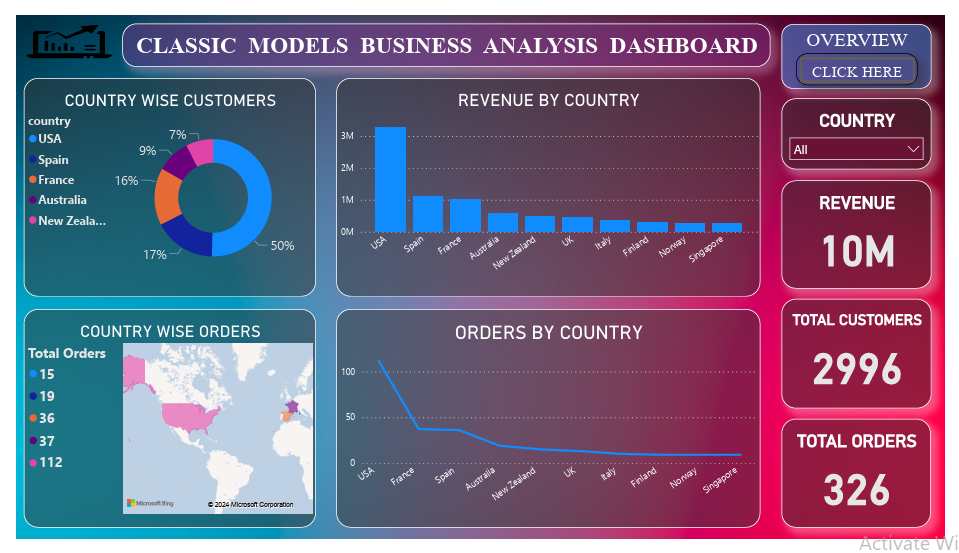 CLASSIC MODELS BUSINESS ANALYSIS DASHBOARD
OVERVIEW
CLICK HERE
COUNTRY WISE CUSTOMERS
country
USA
Spain
France
Australia
New Zeala...
7%
9%
16%
17%
50%
REVENUE BY COUNTRY
3M
2M
1M
0M
USA
Spain
France
Australia
New Zealand
UK
Italy
Finland
Norway
Singapore
COUNTRY
All
REVENUE
10M
COUNTRY WISE ORDERS
Total Orders
15
19
36
37
112
Microsoft Bing
© 2024 Microsoft Corporation
ORDERS BY COUNTRY
100
50
0
USA
France
Spain
Australia
New Zealand
UK
Italy
Finland
Norway
Singapore
TOTAL CUSTOMERS
2996
TOTAL ORDERS
326
Activate Wi